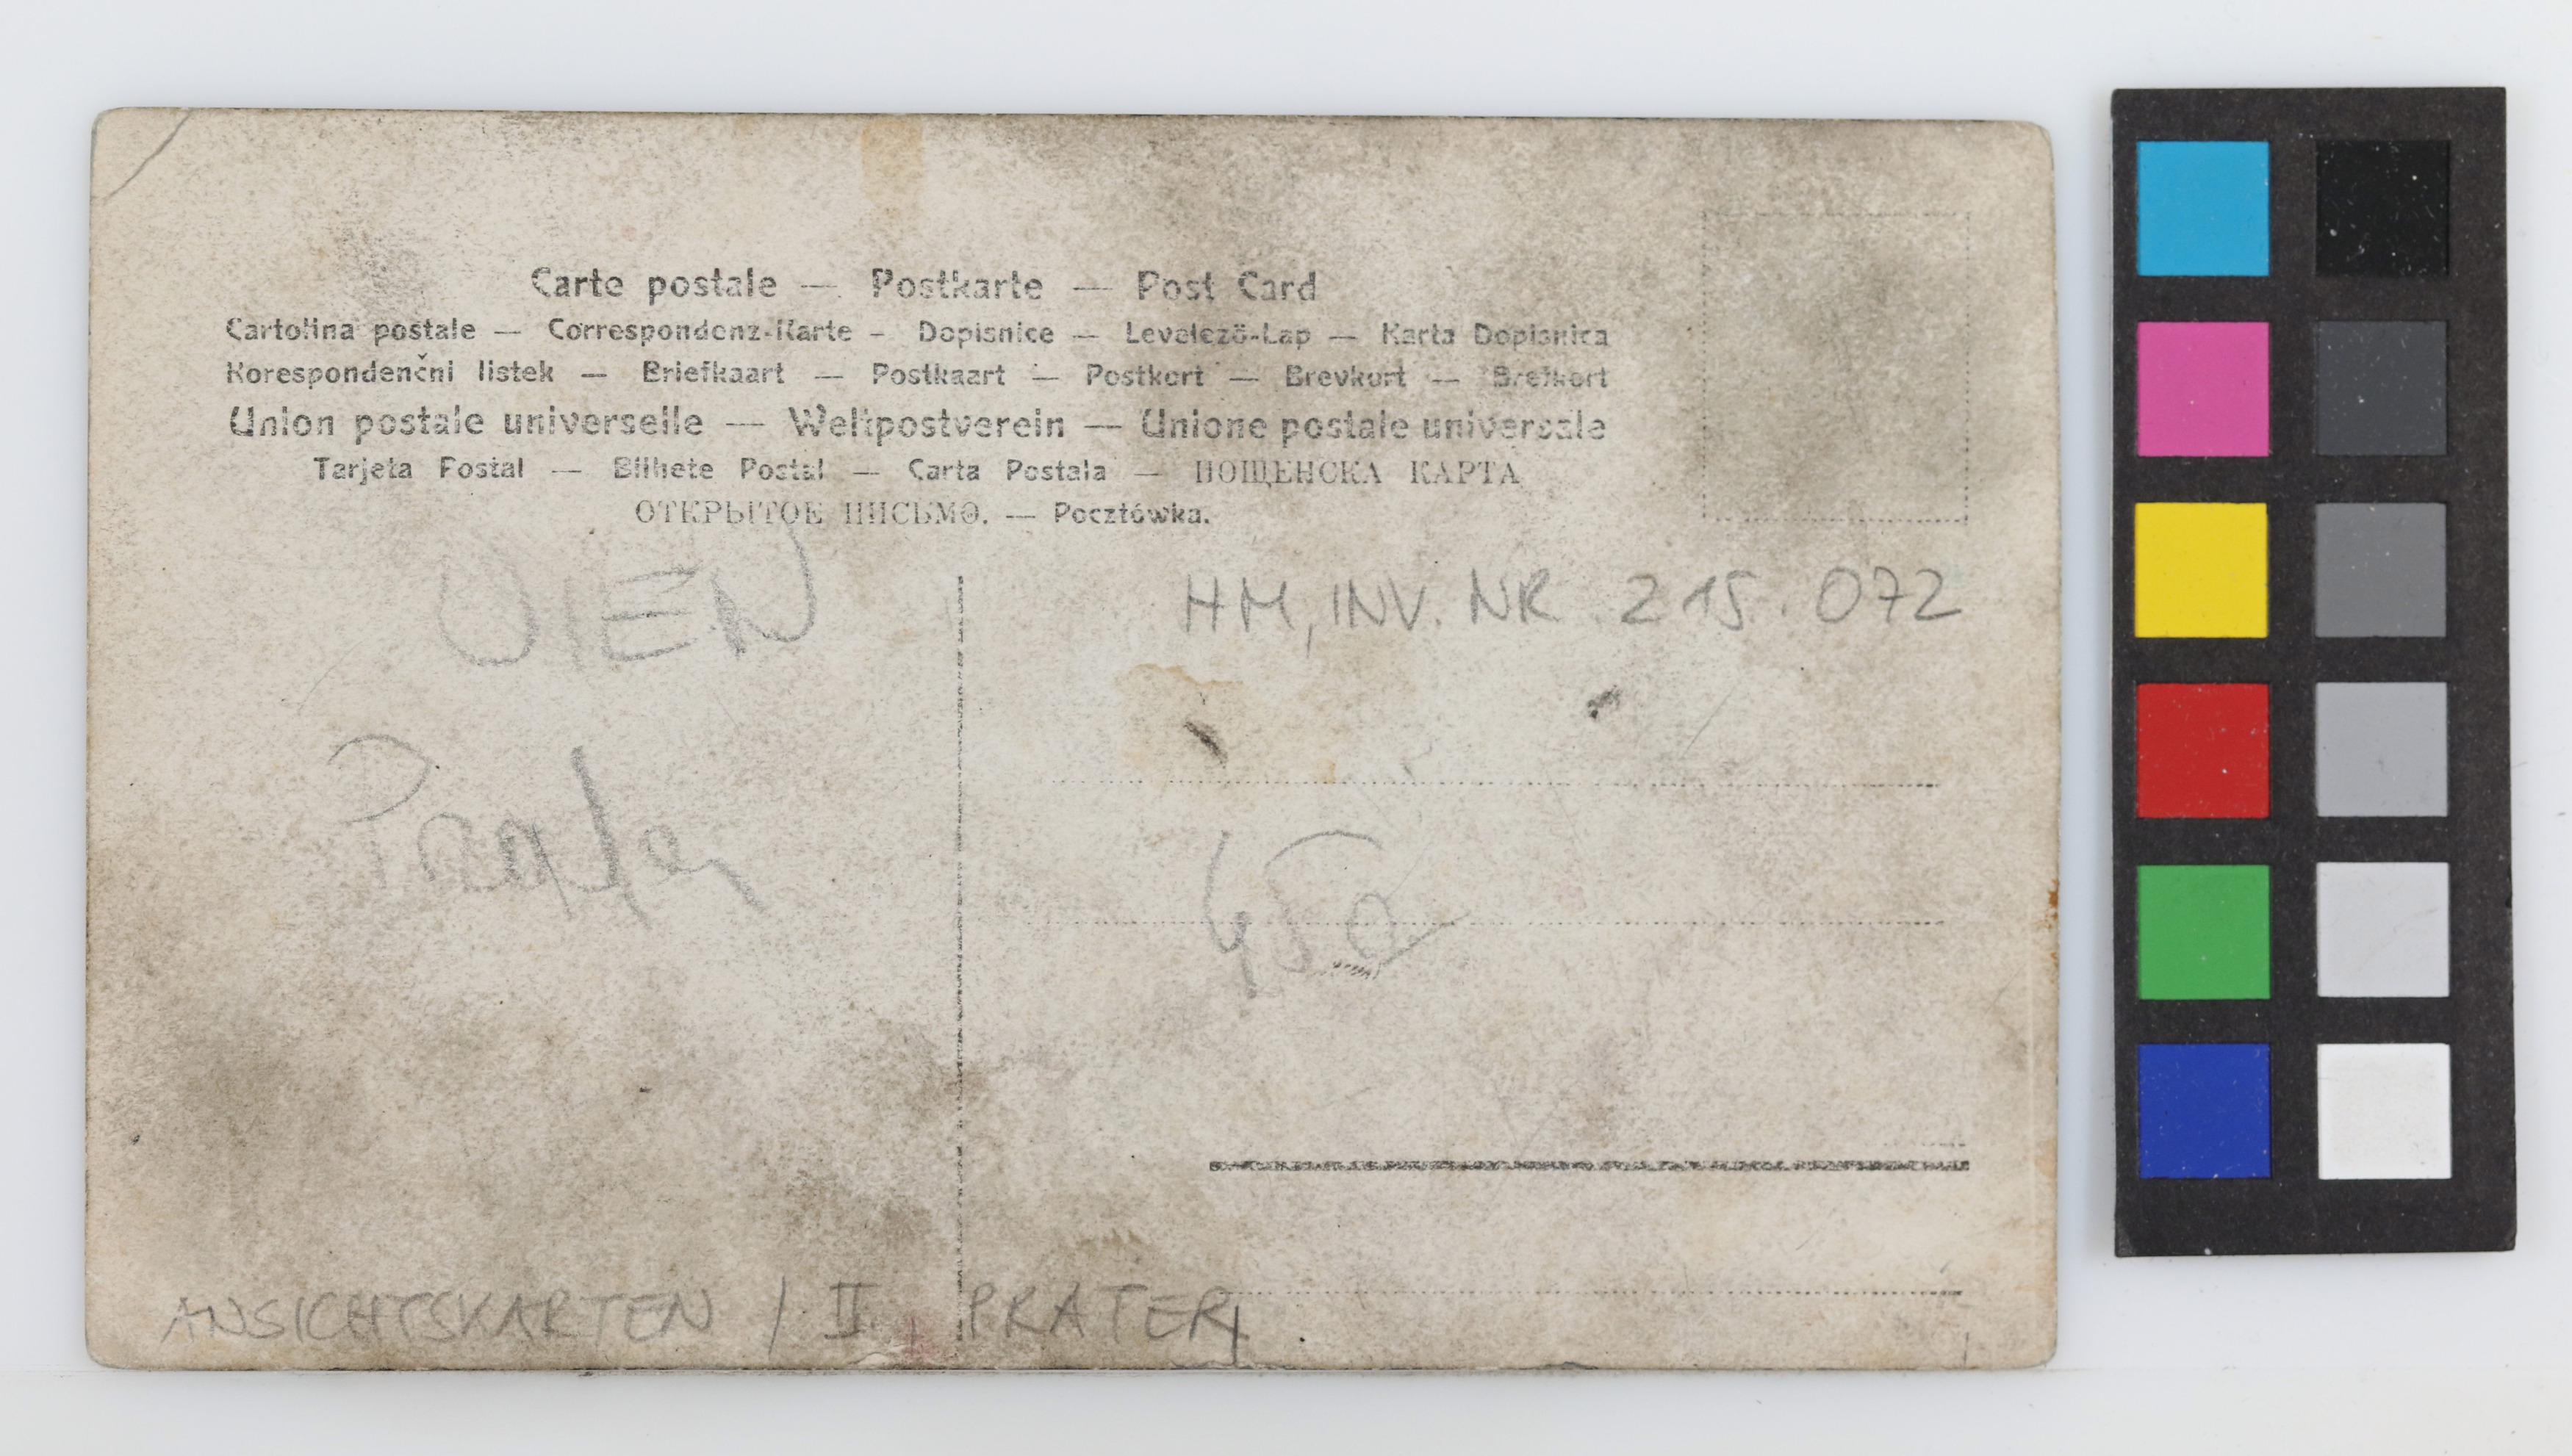 Carte postale — Postkarte — Post Card
Cartolina postale — Correspondenz-Karte — Dopisnice — Levelező-Lap — Karta Dopisnica
Korespondenčni listek — Briefkaart — Postkaart — Postkort — Brevkort — Brefkort
Union postale universelle — Weltpostverein — Unione postale universale
Tarjeta Postal — Bilhete Postal — Carta Postala — ПОЩЕНСКА КАРТА
ОТКРЫТОЕ ПИСЬМО. — Pocztówka.
WIEN
HM, INV. NR. 215.072
Prater
450
ANSICHTSKARTEN / II., PRATER